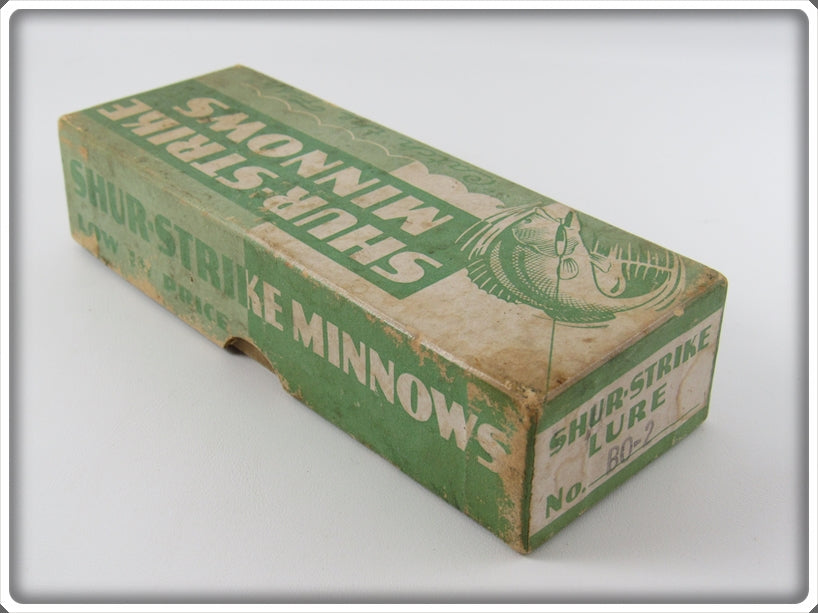 SHUR-STRIKE
MINNOWS
SHUR-STRIKE MINNOWS
LOW IN PRICE
SHUR-STRIKE
LURE
No. BO-2